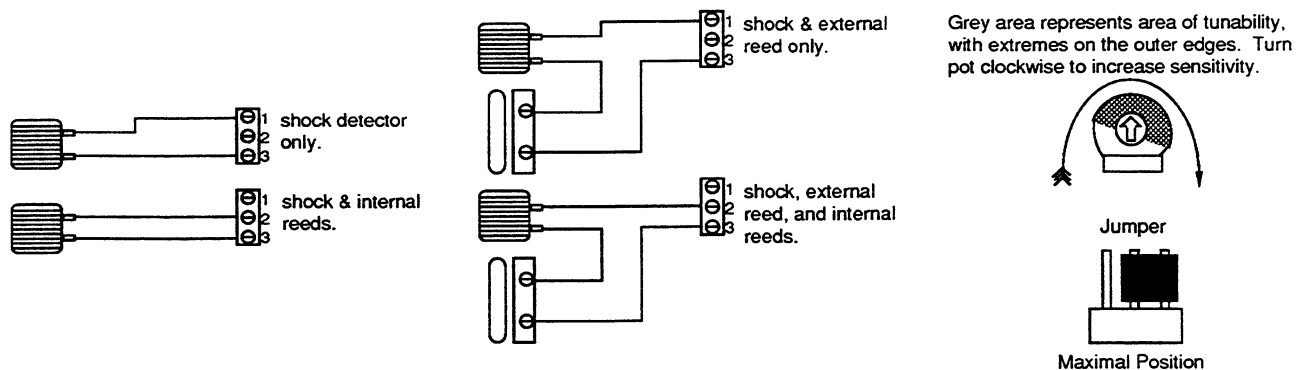 1
2
3
shock detector
only.
1
2
3
shock & internal
reeds.
1
2
3
shock & external
reed only.
1
2
3
shock, external
reed, and internal
reeds.
Grey area represents area of tunability,
with extremes on the outer edges. Turn
pot clockwise to increase sensitivity.
Jumper
Maximal Position